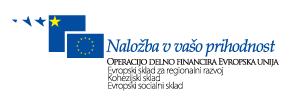 Naložba v vašo prihodnost
OPERACIJO DELNO FINANCIRA EVROPSKA UNIJA
Evropski sklad za regionalni razvoj
Kohezijski sklad
Evropski socialni sklad